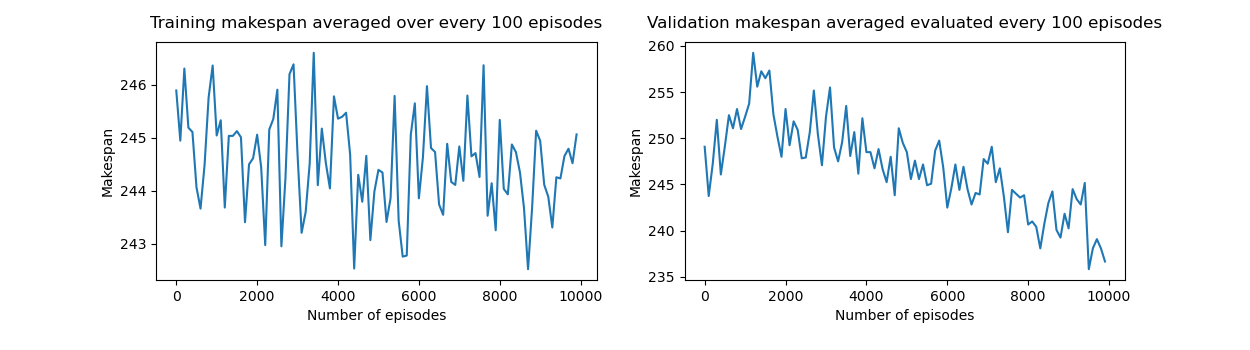 Training makespan averaged over every 100 episodes
246
245
244
243
Makespan
0 2000 4000 6000 8000 10000
Number of episodes
Validation makespan averaged evaluated every 100 episodes
260
255
250
245
240
235
Makespan
0 2000 4000 6000 8000 10000
Number of episodes